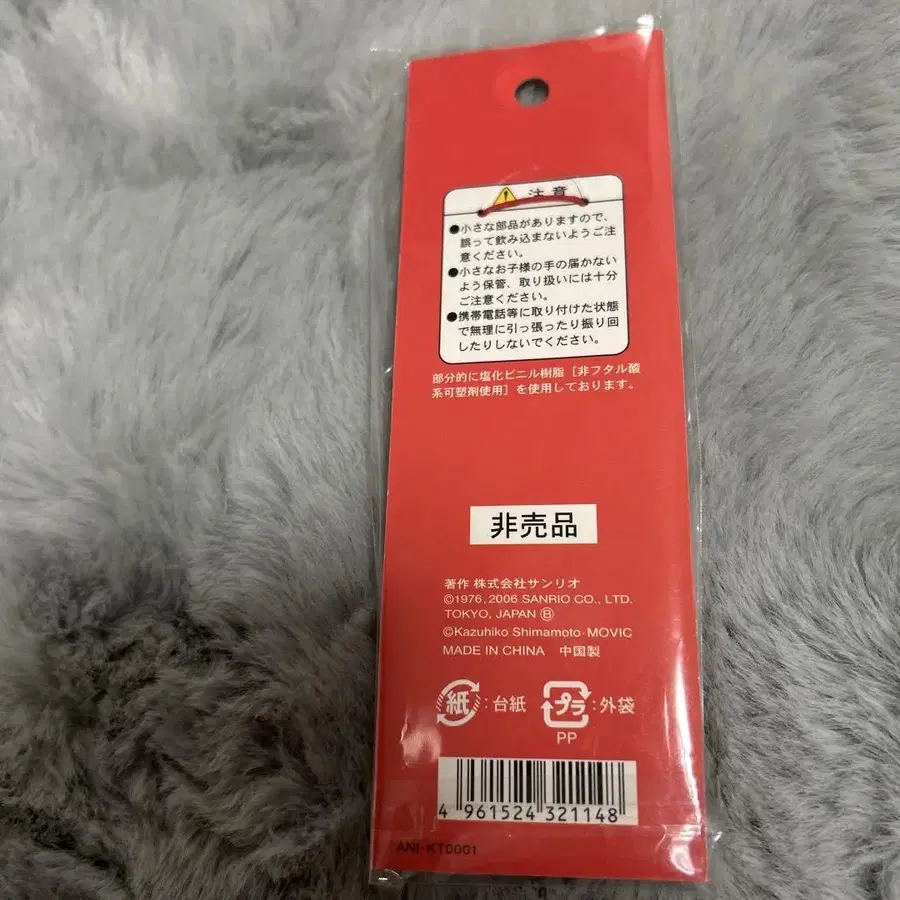 注意
●小さな部品がありますので、
誤って飲み込まないようご注
意ください。
●小さなお子様の手の届かない
よう保管、取り扱いには十分
ご注意ください。
●携帯電話等に取り付けた状態
で無理に引っ張ったり振り回
したりしないでください。
部分的に塩化ビニル樹脂［非フタル酸
系可塑剤使用］を使用しております。
非売品
著作 株式会社サンリオ
©1976, 2006 SANRIO CO., LTD.
TOKYO, JAPAN Ⓑ
©Kazuhiko Shimamoto·MOVIC
MADE IN CHINA 中国製
紙:台紙 プラ:外袋
PP
4 961524 321148
ANI-KT0001